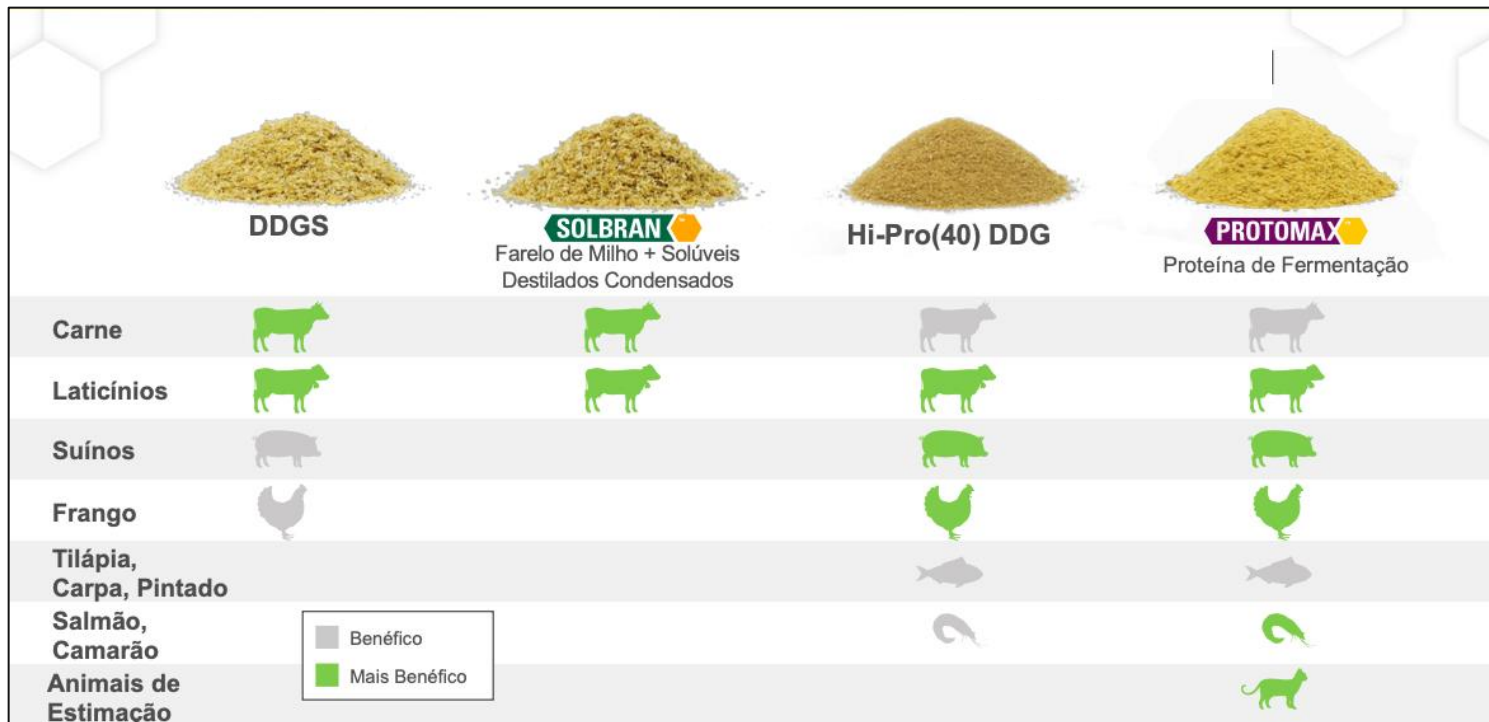 DDGS
SOLBRAN
Farelo de Milho + Solúveis
Destilados Condensados
Hi-Pro(40) DDG
PROTOMAX
Proteína de Fermentação
Carne
Laticínios
Suínos
Frango
Tilápia,
Carpa, Pintado
Salmão,
Camarão
Animais de
Estimação
Benéfico
Mais Benéfico